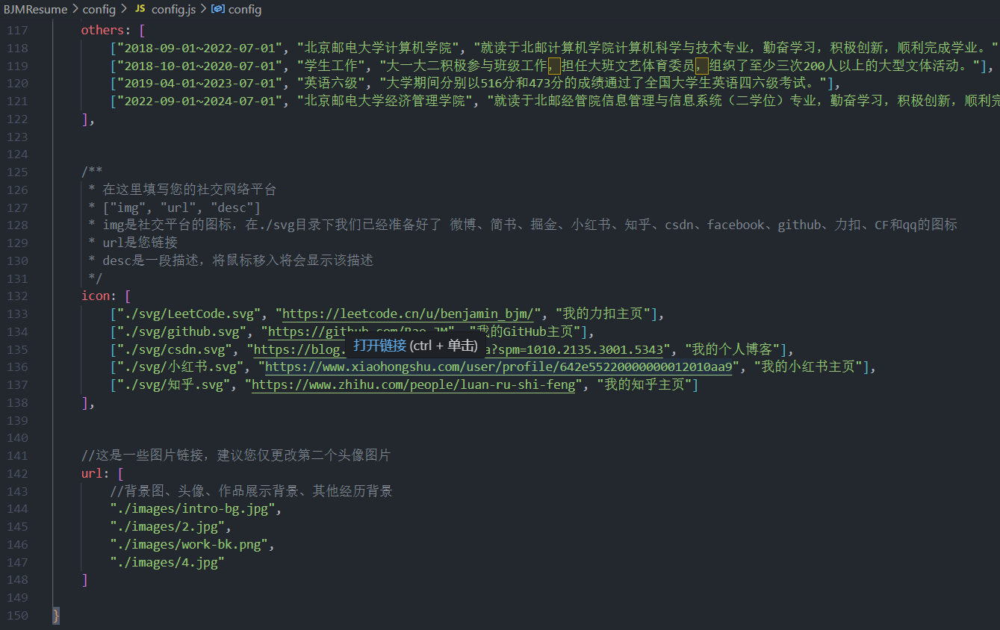 BJMResume > config > JS config.js > config
117 others: [
118 ["2018-09-01~2022-07-01", "北京邮电大学计算机学院", "就读于北邮计算机学院计算机科学与技术专业，勤奋学习，积极创新，顺利完成学业。"
119 ["2018-10-01~2020-07-01", "学生工作", "大一大二积极参与班级工作，担任大班文艺体育委员，组织了至少三次200人以上的大型文体活动。"],
120 ["2019-04-01~2023-07-01", "英语六级", "大学期间分别以516分和473分的成绩通过了全国大学生英语四六级考试。"],
121 ["2022-09-01~2024-07-01", "北京邮电大学经济管理学院", "就读于北邮经管院信息管理与信息系统（二学位）专业，勤奋学习，积极创新，顺利完
122 ],
123
124
125 /**
126 * 在这里填写您的社交网络平台
127 * ["img", "url", "desc"]
128 * img是社交平台的图标，在./svg目录下我们已经准备好了 微博、简书、掘金、小红书、知乎、csdn、facebook、github、力扣、CF和qq的图标
129 * url是您链接
130 * desc是一段描述，将鼠标移入将会显示该描述
131 */
132 icon: [
133 ["./svg/LeetCode.svg", "https://leetcode.cn/u/benjamin_bjm/", "我的力扣主页"],
134 ["./svg/github.svg", "https://github.com/Bao-JM", "我的GitHub主页"],
135 ["./svg/csdn.svg", "https://blog. 打开链接 (ctrl + 单击) a?spm=1010.2135.3001.5343", "我的个人博客"],
136 ["./svg/小红书.svg", "https://www.xiaohongshu.com/user/profile/642e55220000000012010aa9", "我的小红书主页"],
137 ["./svg/知乎.svg", "https://www.zhihu.com/people/luan-ru-shi-feng", "我的知乎主页"]
138 ],
139
140
141 //这是一些图片链接，建议您仅更改第二个头像图片
142 url: [
143 //背景图、头像、作品展示背景、其他经历背景
144 "./images/intro-bg.jpg",
145 "./images/2.jpg",
146 "./images/work-bk.png",
147 "./images/4.jpg"
148 ]
149
150 }